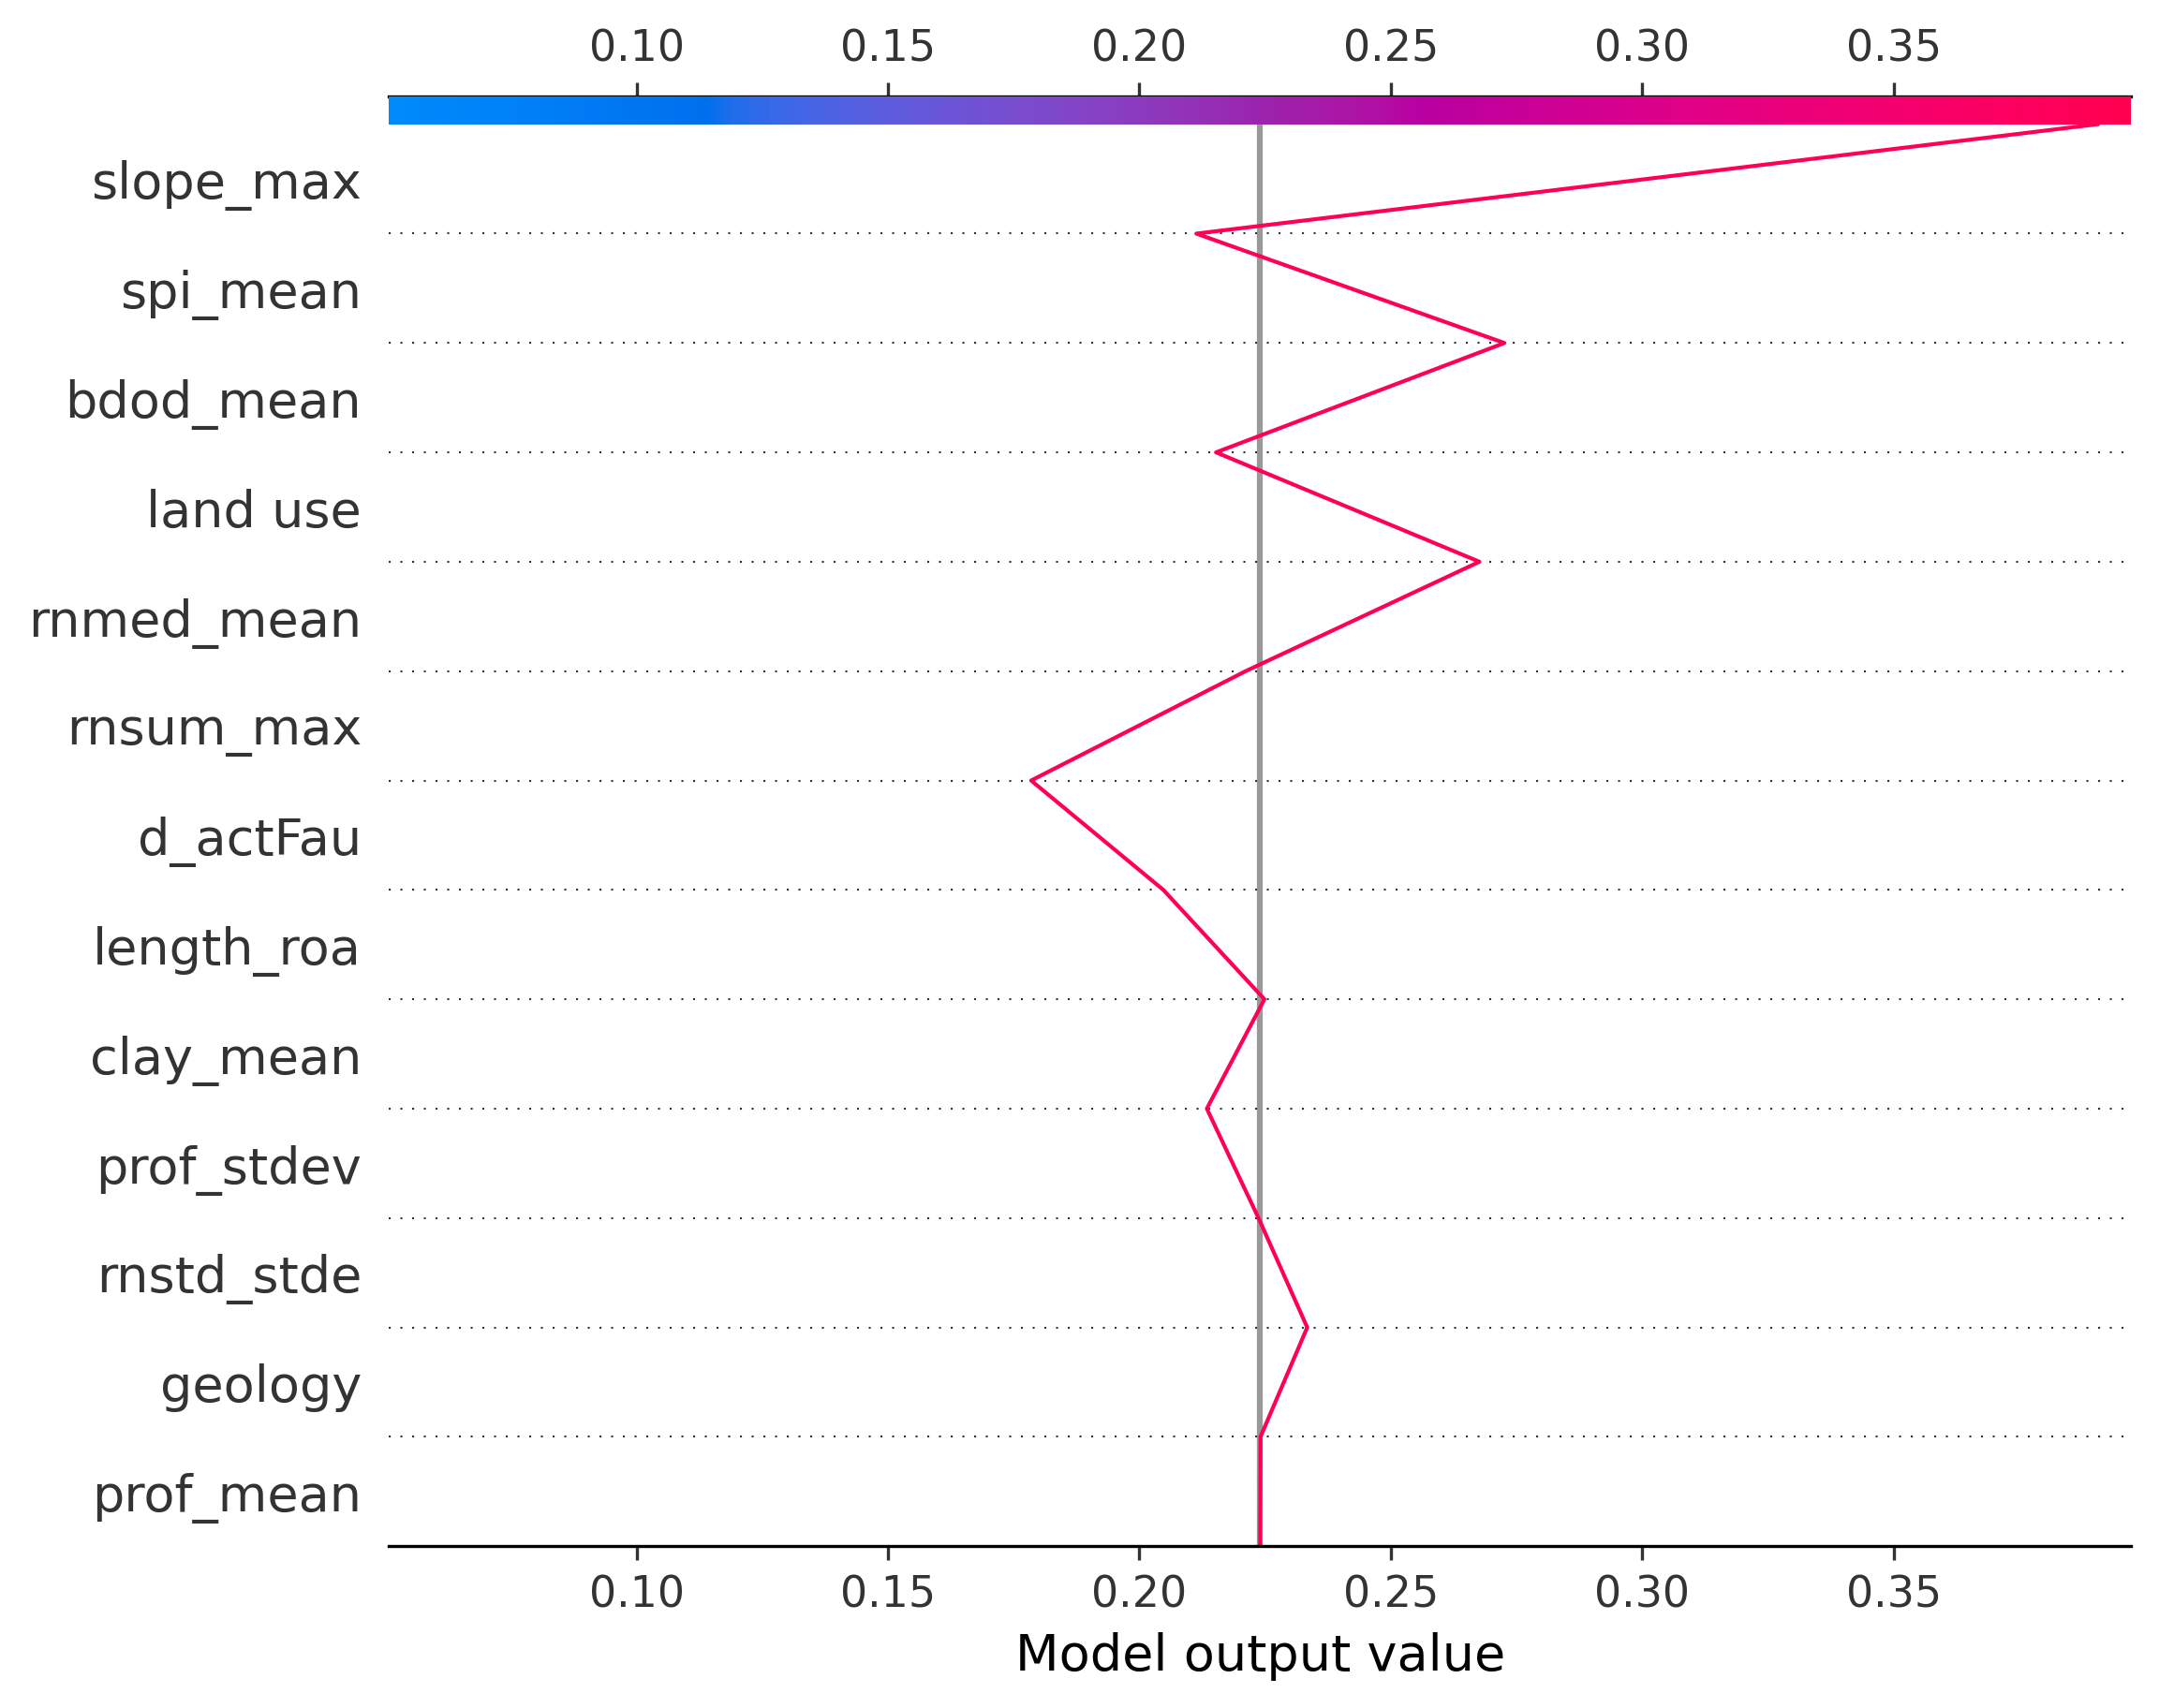 0.10 0.15 0.20 0.25 0.30 0.35
slope_max
spi_mean
bdod_mean
land use
rnmed_mean
rnsum_max
d_actFau
length_roa
clay_mean
prof_stdev
rnstd_stde
geology
prof_mean
0.10 0.15 0.20 0.25 0.30 0.35
Model output value